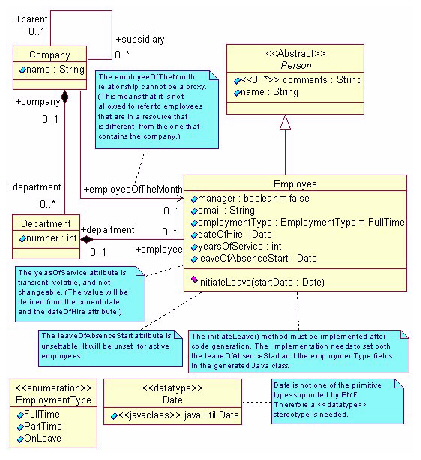 parent
0..1
+subsidiary
0..*
Company
name : String
+company
0..1
The employeeOfTheMonth
relationship cannot be a proxy.
(This means that it is not
allowed to refer to employees
that are in a resource that
is different from the one that
contains the company.)
<<Abstract>>
Person
comments : String
name : String
+employeeOfTheMonth
0..1
department
0..*
Department
number : int
+department
0..1
+employee
Employee
manager : boolean = false
email : String
employmentType : EmploymentType = FullTime
dateOfHire : Date
yearsOfService : int
leaveOfAbsenceStart : Date
initiateLeave(startDate : Date)
The yearsOfService attribute is
transient, volatile, and not
changeable. (The value will be
derived from the current date
and the dateOfHire attribute.)
The leaveOfAbsenceStart attribute is
unsettable. It will be unset for active
employees.
The initiateLeave() method must be implemented after
code generation. The implementation needs to set both
the leaveOfAbsenceStart and the employmentType fields
in the generated Java class.
<<enumeration>>
EmploymentType
FullTime
PartTime
OnLeave
<<datatype>>
Date
<<javaclass>> java.util.Date
Date is not one of the primitive
types supported by EMF.
Therefore a <<datatype>>
stereotype is needed.